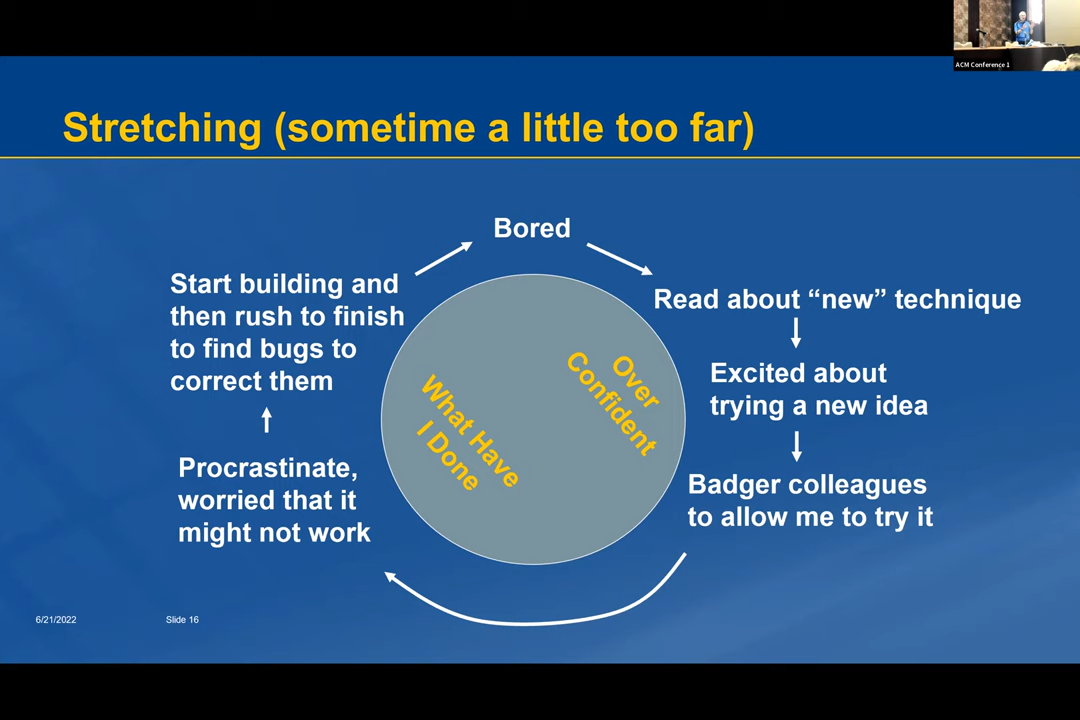 ACM Conference 1
Stretching (sometime a little too far)
Bored
Read about “new” technique
Excited about
trying a new idea
Badger colleagues
to allow me to try it
Procrastinate,
worried that it
might not work
Start building and
then rush to finish
to find bugs to
correct them
Over
Confident
What Have
I Done
6/21/2022
Slide 16